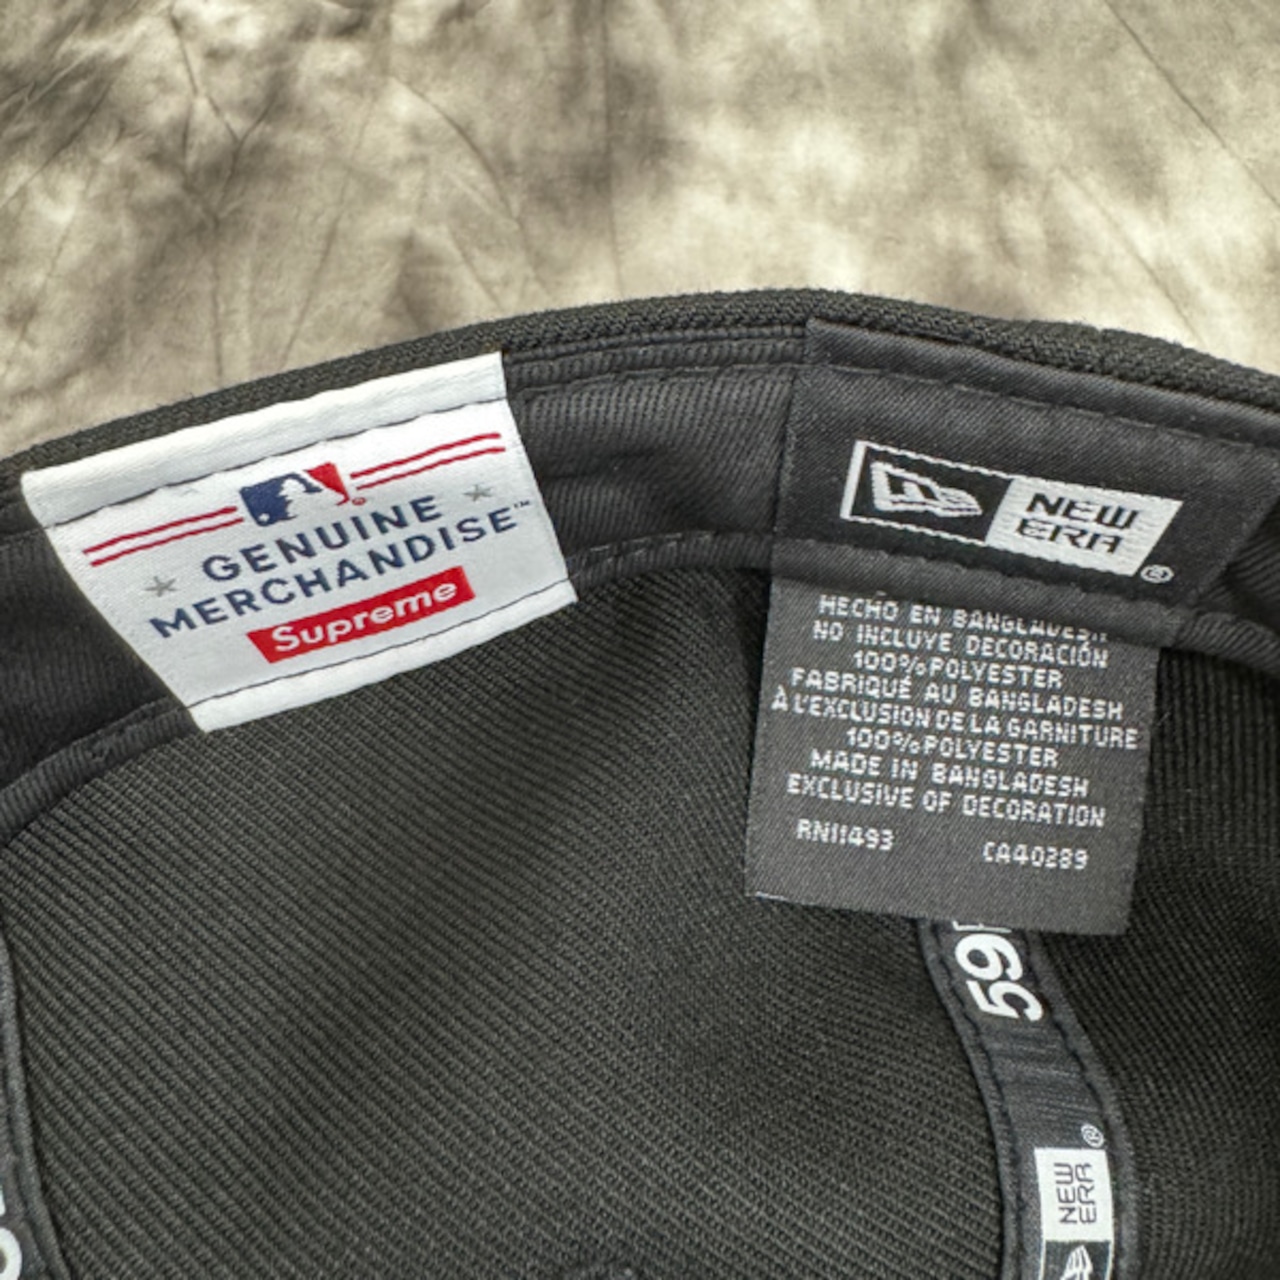 GENUINE
MERCHANDISE™
Supreme
NEW
ERA
®
HECHO EN BANGLADESH
NO INCLUYE DECORACIÓN
100% POLYESTER
FABRIQUÉ AU BANGLADESH
À L'EXCLUSION DE LA GARNITURE
100% POLYESTER
MADE IN BANGLADESH
EXCLUSIVE OF DECORATION
RN11493 CA40289
59
NEW
ERA
®